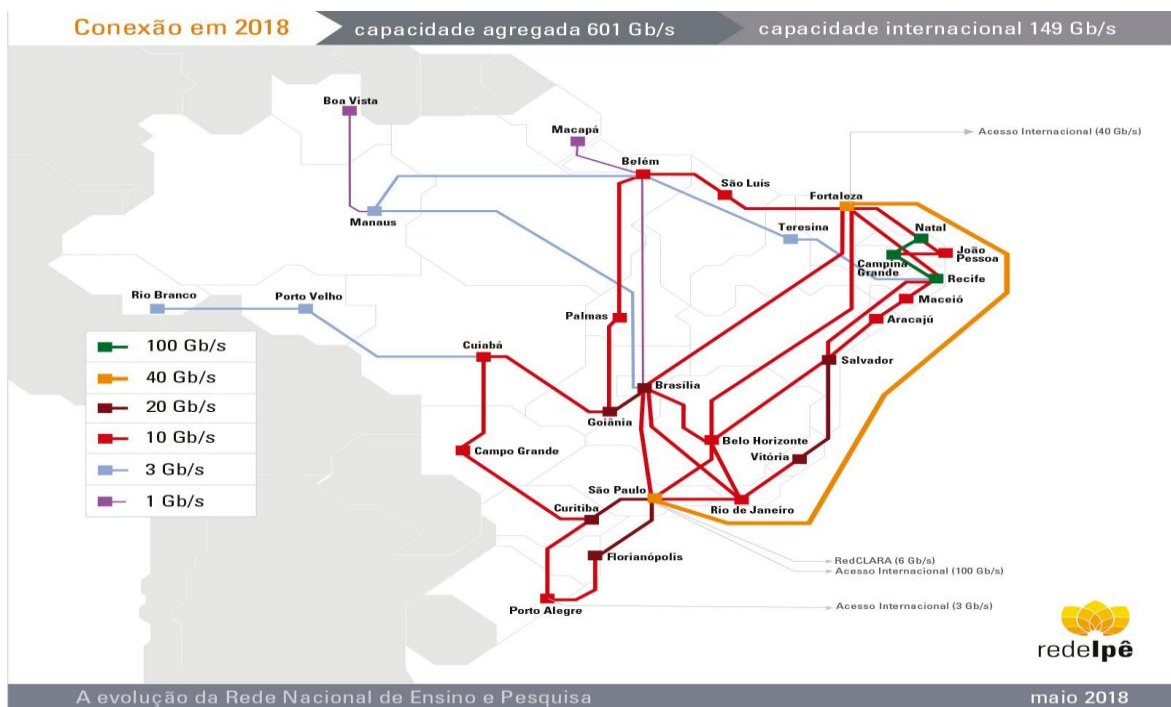 Conexão em 2018
capacidade agregada 601 Gb/s
capacidade internacional 149 Gb/s
Boa Vista
Macapá
Acesso Internacional (40 Gb/s)
Belém
São Luís
Fortaleza
Manaus
Teresina
Natal
João
Pessoa
Campina
Grande
Recife
Rio Branco
Porto Velho
Maceió
Palmas
Aracajú
100 Gb/s
40 Gb/s
20 Gb/s
10 Gb/s
3 Gb/s
1 Gb/s
Cuiabá
Salvador
Brasília
Goiânia
Belo Horizonte
Campo Grande
Vitória
São Paulo
Curitiba
Rio de Janeiro
Florianópolis
RedCLARA (6 Gb/s)
Acesso Internacional (100 Gb/s)
Porto Alegre
Acesso Internacional (3 Gb/s)
redeIpê
A evolução da Rede Nacional de Ensino e Pesquisa
maio 2018